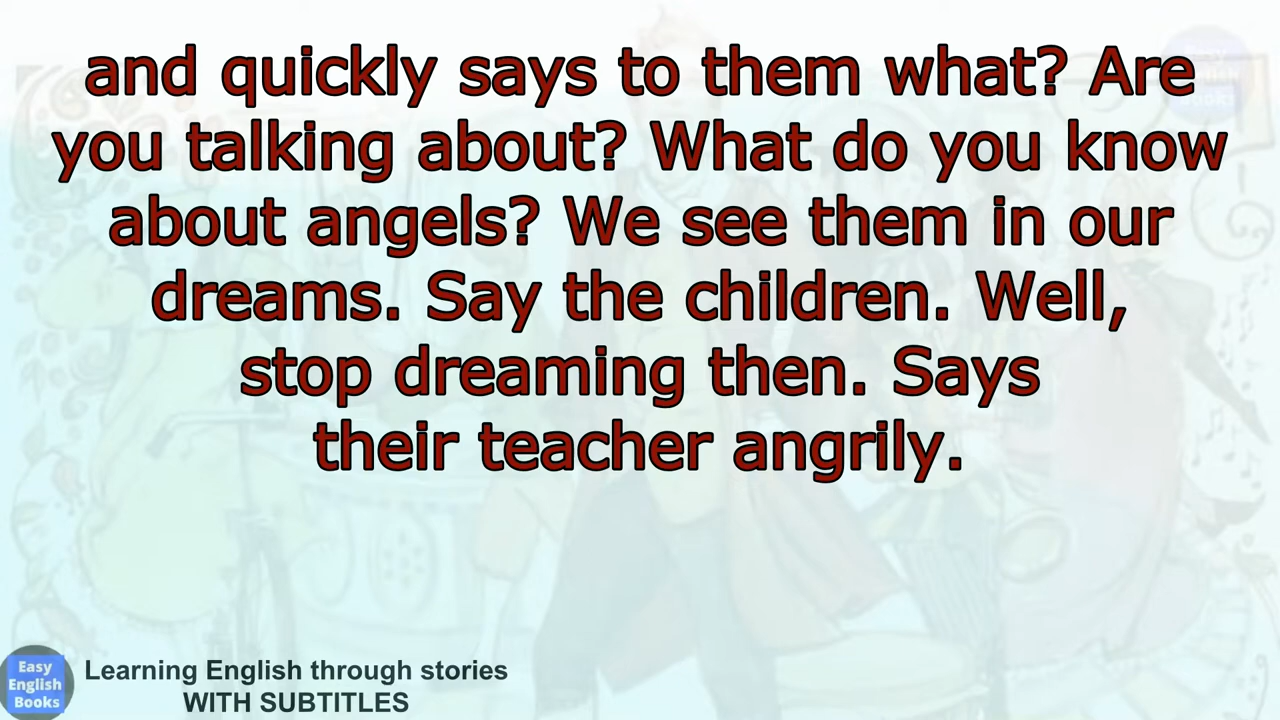 and quickly says to them what? Are
you talking about? What do you know
about angels? We see them in our
dreams. Say the children. Well,
stop dreaming then. Says
their teacher angrily.
Easy
English
Books
Learning English through stories
WITH SUBTITLES